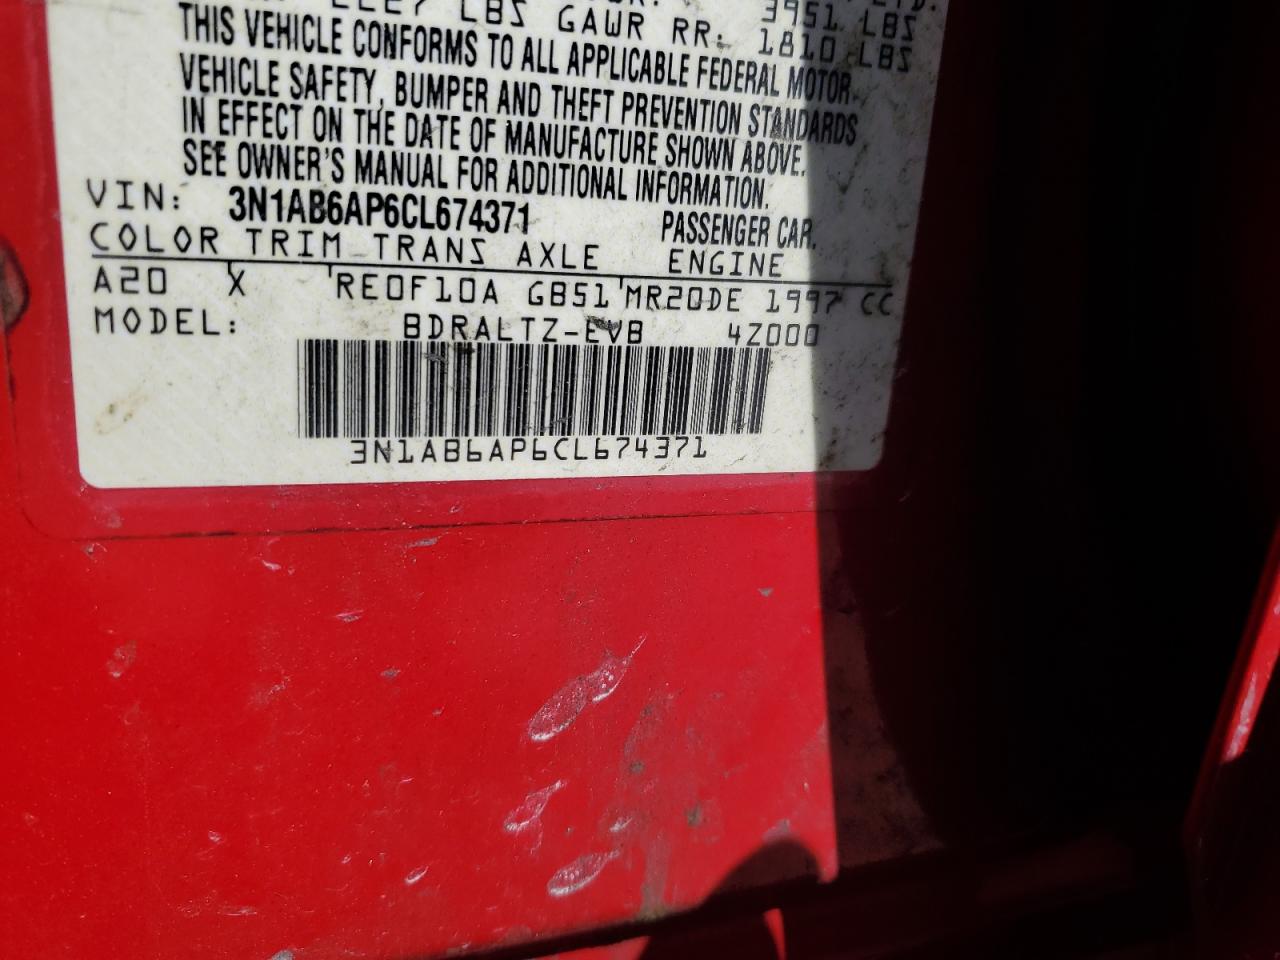 LBS GAWR RR: 1810 LBS
3951 LBS
THIS VEHICLE CONFORMS TO ALL APPLICABLE FEDERAL MOTOR
VEHICLE SAFETY, BUMPER AND THEFT PREVENTION STANDARDS
IN EFFECT ON THE DATE OF MANUFACTURE SHOWN ABOVE.
SEE OWNER'S MANUAL FOR ADDITIONAL INFORMATION.
VIN: 3N1AB6AP6CL674371 PASSENGER CAR.
COLOR TRIM TRANS AXLE ENGINE
A20 X RE0F10A GB51 MR20DE 1997 CC
MODEL: BDRALTZ-EVB 4Z000
3N1AB6AP6CL674371